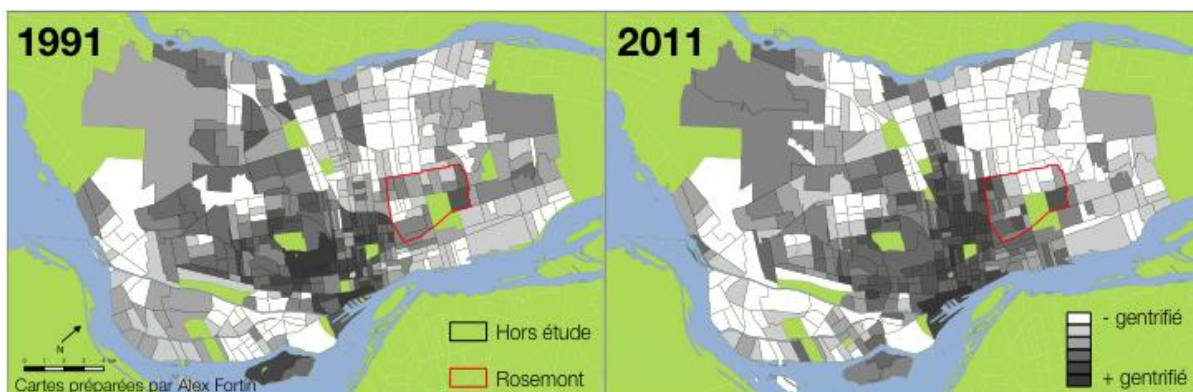 1991
2011
Hors étude
Rosemont
- gentrifié
+ gentrifié
N
Cartes préparées par Alex Fortin